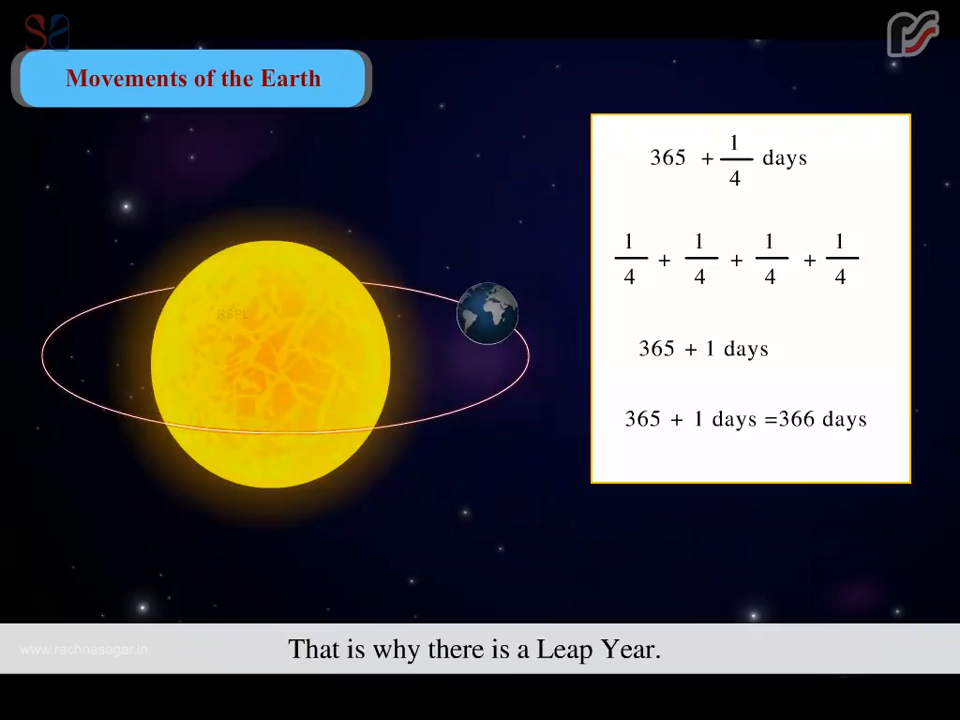 Movements of the Earth
365 + 1/4 days
1/4 + 1/4 + 1/4 + 1/4
365 + 1 days
365 + 1 days =366 days
RSPL
www.rachnasagar.in
That is why there is a Leap Year.